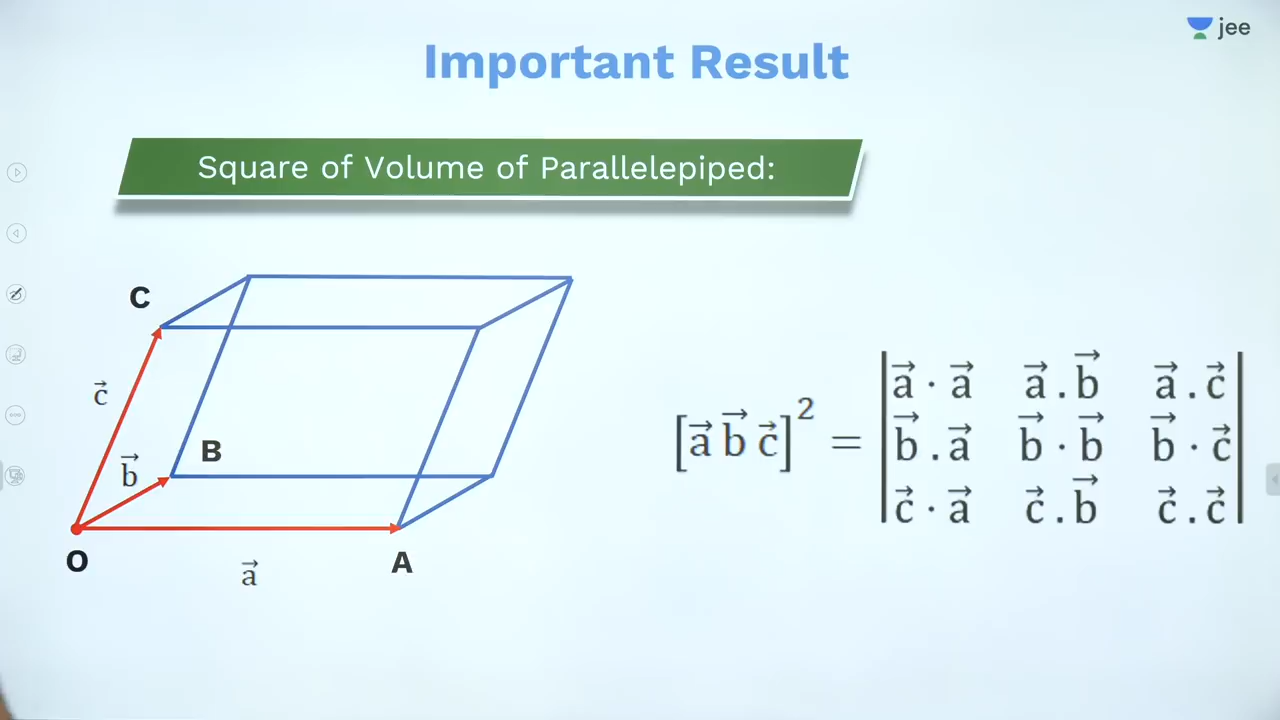 jee
Important Result
Square of Volume of Parallelepiped:
C
c⃗
B
b⃗
O
A
a⃗
[a⃗ b⃗ c⃗]² = | a⃗ · a⃗ a⃗ . b⃗ a⃗ . c⃗ |
| b⃗ . a⃗ b⃗ · b⃗ b⃗ · c⃗ |
| c⃗ · a⃗ c⃗ . b⃗ c⃗ . c⃗ |